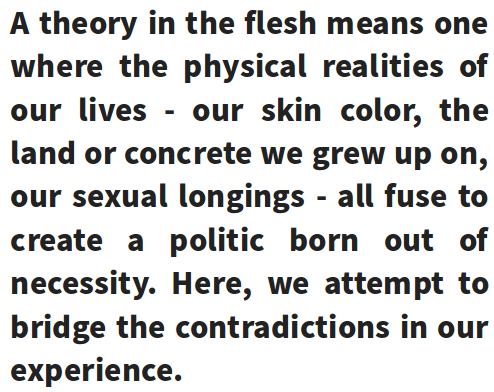 A theory in the flesh means one
where the physical realities of
our lives - our skin color, the
land or concrete we grew up on,
our sexual longings - all fuse to
create a politic born out of
necessity. Here, we attempt to
bridge the contradictions in our
experience.